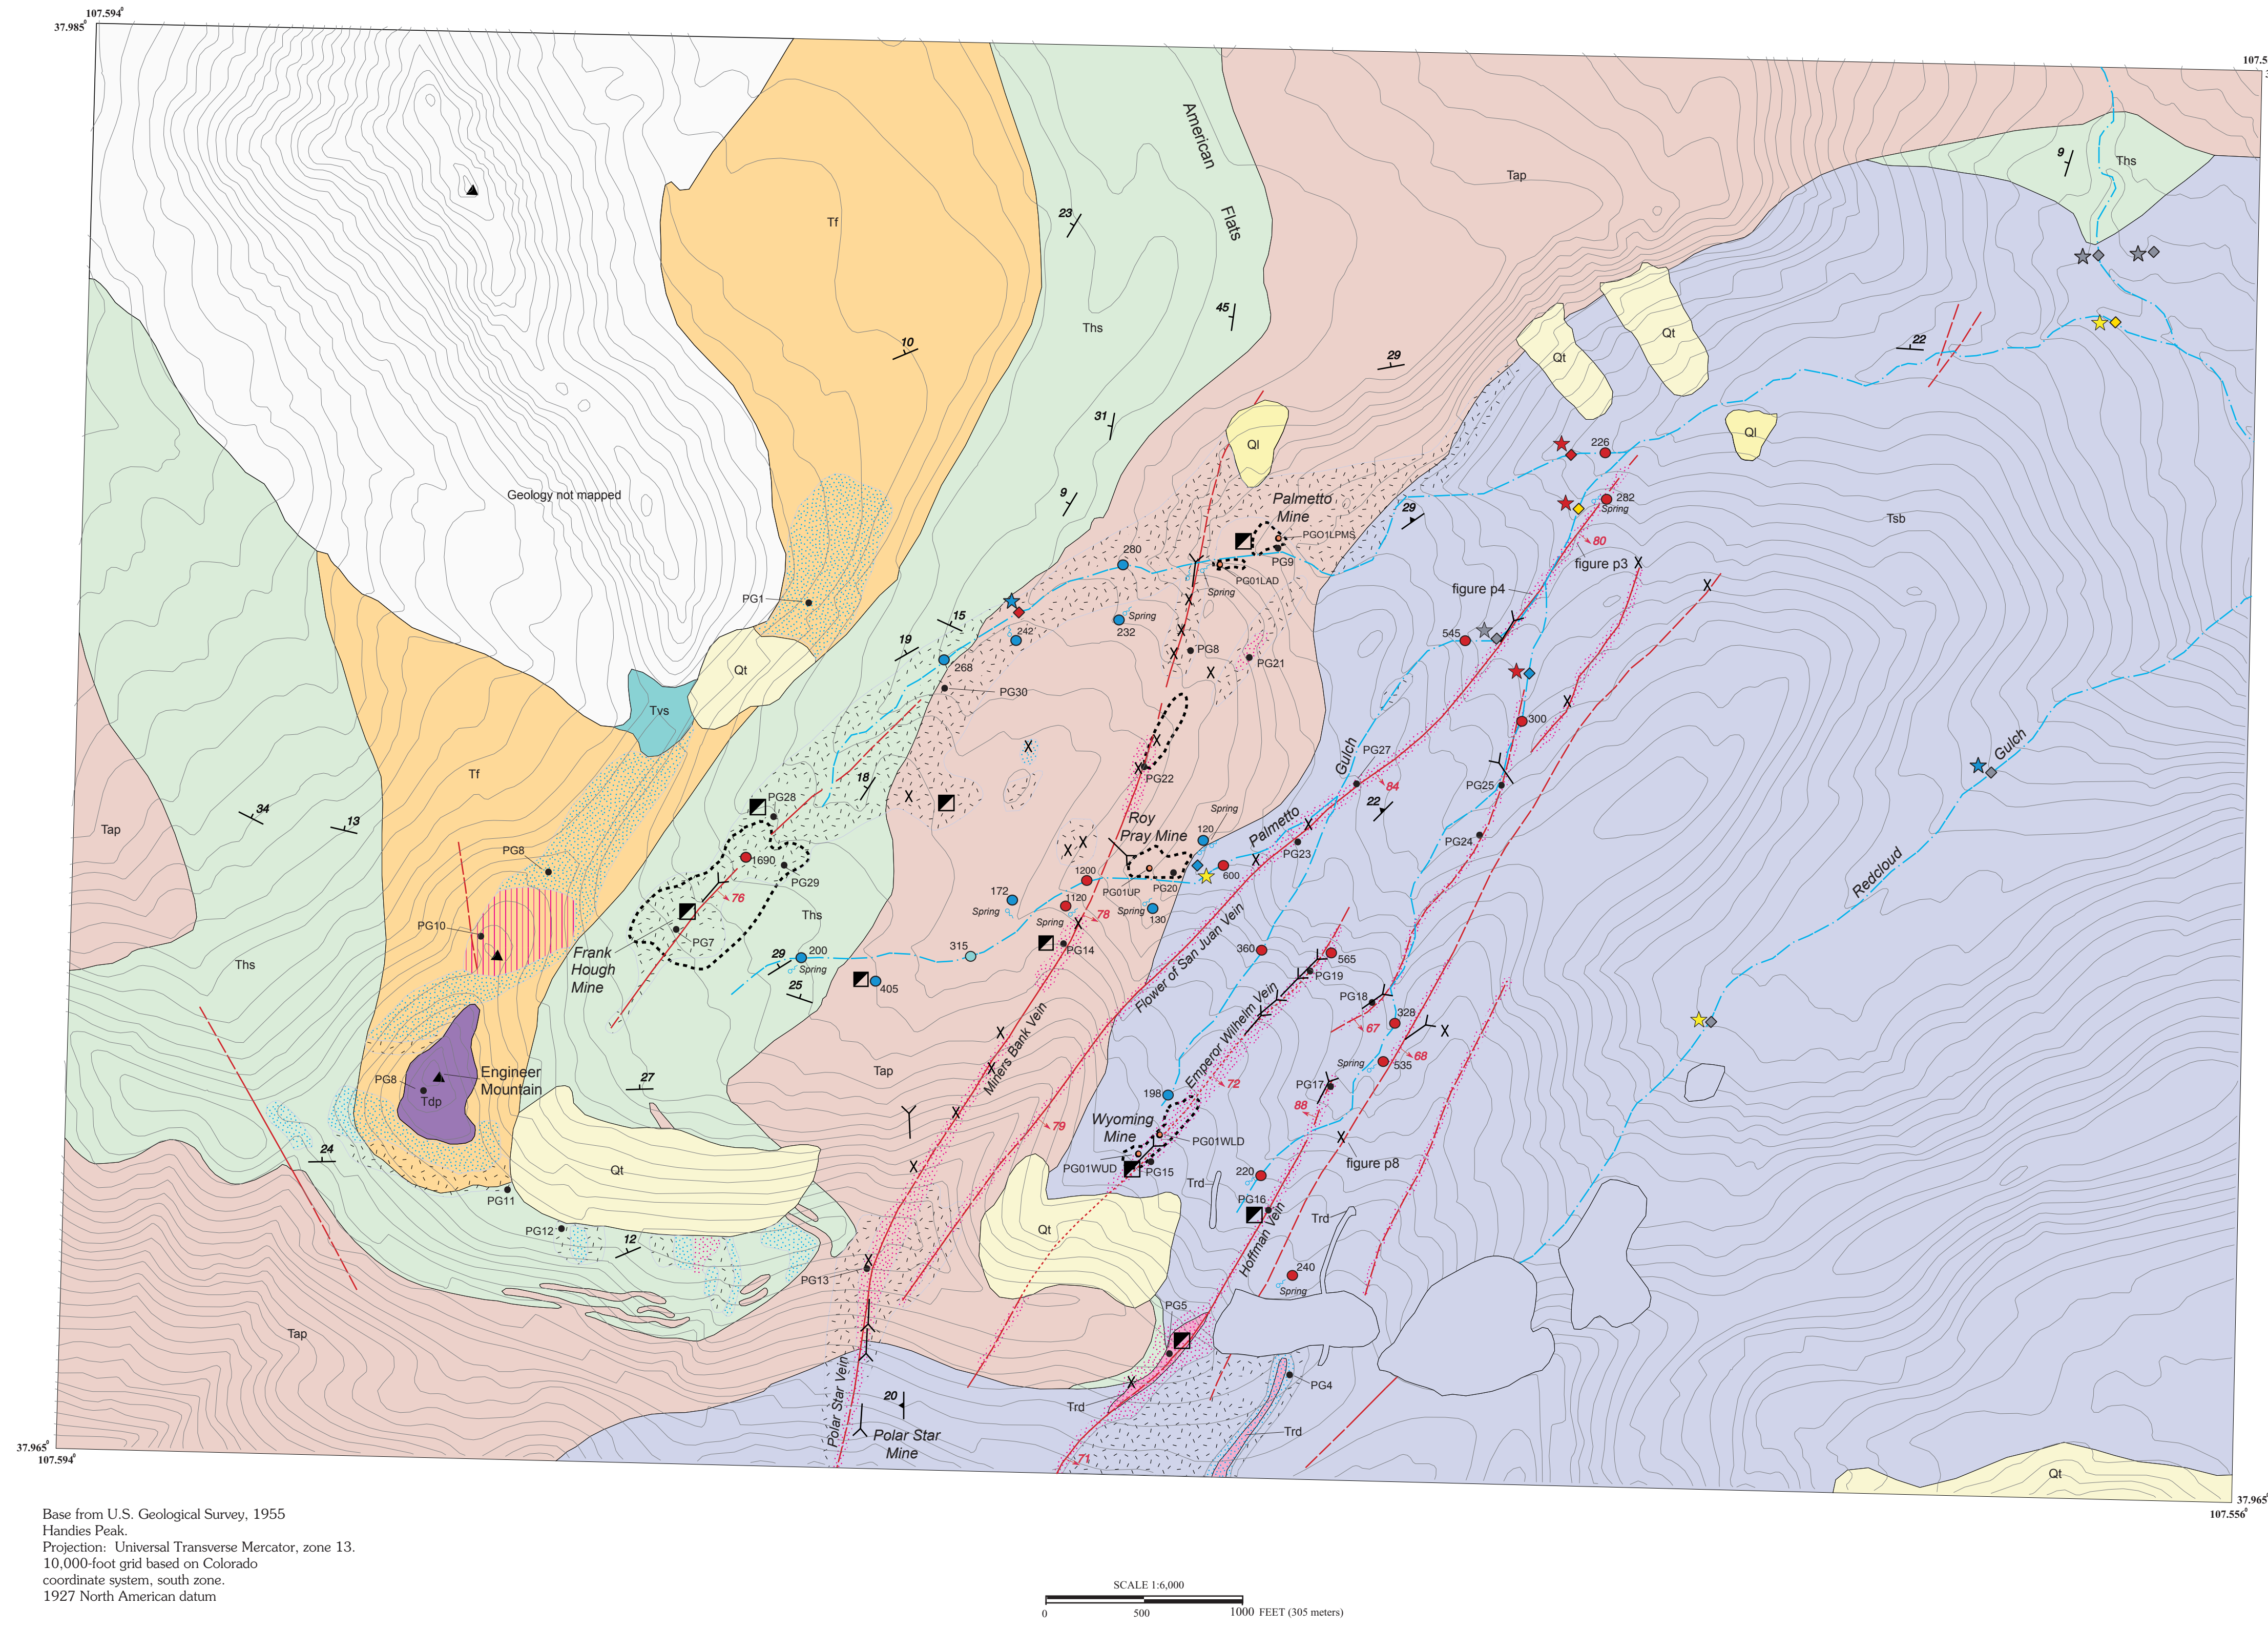 107.594°
37.985°
107.5
American
Flats
Tap
9
Ths
Tf
23
Ths
45
10
29
22
Qt
Qt
31
Ql
Ql
Geology not mapped
9
Palmetto
Mine
226
282
Spring
29
Tsb
PGO1LPMS
80
280
PG9
figure p3
PG1
PG01LAD
Spring
figure p4
15
Spring
232
242
545
19
PG8
PG21
268
Qt
PG30
Tvs
300
Gulch
Gulch
PG27
Tf
PG22
18
84
PG25
PG28
34
13
22
Spring
Tap
Roy
Pray Mine
120
Palmetto
PG24
PG23
PG8
1690
Redcloud
PG29
1200
600
PG01UP
PG20
172
76
1120
Spring
Spring
130
Ths
78
Flower of San Juan Vein
PG10
Spring
PG7
PG14
Frank
Hough
Mine
315
360
565
200
29
Spring
Ths
PG19
25
405
PG18
Emperor Wilhelm Vein
328
67
Miners Bank Vein
68
Spring
535
Tap
Engineer
Mountain
PG8
27
72
PG17
Tdp
198
88
Wyoming
Mine
79
24
PG01WLD
figure p8
Qt
PG01WUD
PG15
220
Trd
PG11
PG16
PG12
Qt
Trd
12
Hoffman Vein
240
PG13
Spring
PG5
Tap
Polar Star Vein
PG4
20
Trd
Polar Star
Mine
Trd
37.965°
107.594°
71
Qt
37.965°
107.556°
Base from U.S. Geological Survey, 1955
Handies Peak.
Projection:  Universal Transverse Mercator, zone 13.
10,000-foot grid based on Colorado
coordinate system, south zone.
1927 North American datum
SCALE 1:6,000
0
500
1000 FEET (305 meters)